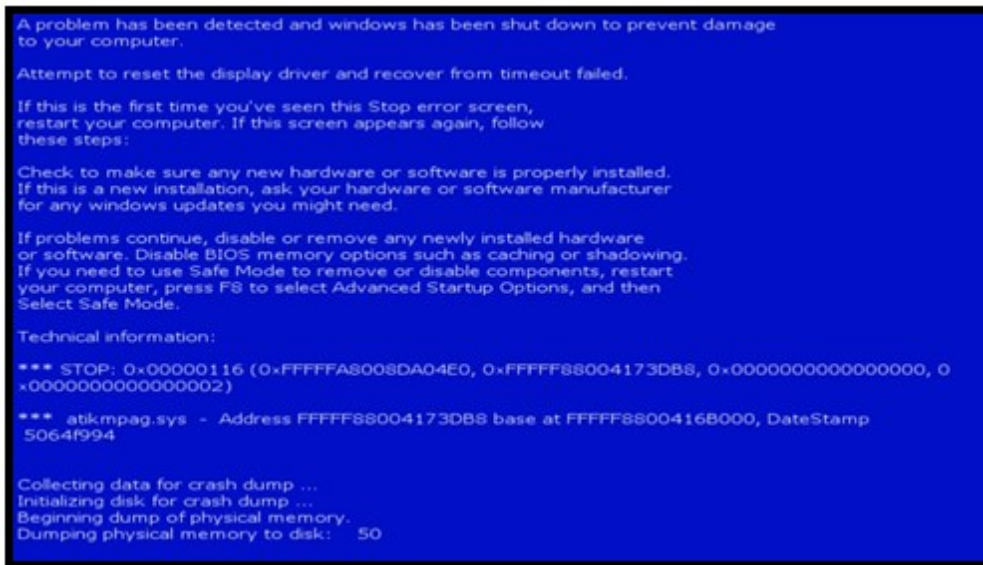 A problem has been detected and windows has been shut down to prevent damage
to your computer.
Attempt to reset the display driver and recover from timeout failed.
If this is the first time you've seen this Stop error screen,
restart your computer. If this screen appears again, follow
these steps:
Check to make sure any new hardware or software is properly installed.
If this is a new installation, ask your hardware or software manufacturer
for any windows updates you might need.
If problems continue, disable or remove any newly installed hardware
or software. Disable BIOS memory options such as caching or shadowing.
If you need to use Safe Mode to remove or disable components, restart
your computer, press F8 to select Advanced Startup Options, and then
Select Safe Mode.
Technical information:
*** STOP: 0x00000116 (0xFFFFFA8008DA04E0, 0xFFFFF88004173DB8, 0x0000000000000000, 0
x0000000000000002)
*** atikmpag.sys - Address FFFFF88004173DB8 base at FFFFF8800416B000, DateStamp
5064f994
Collecting data for crash dump ...
Initializing disk for crash dump ...
Beginning dump of physical memory.
Dumping physical memory to disk: 50